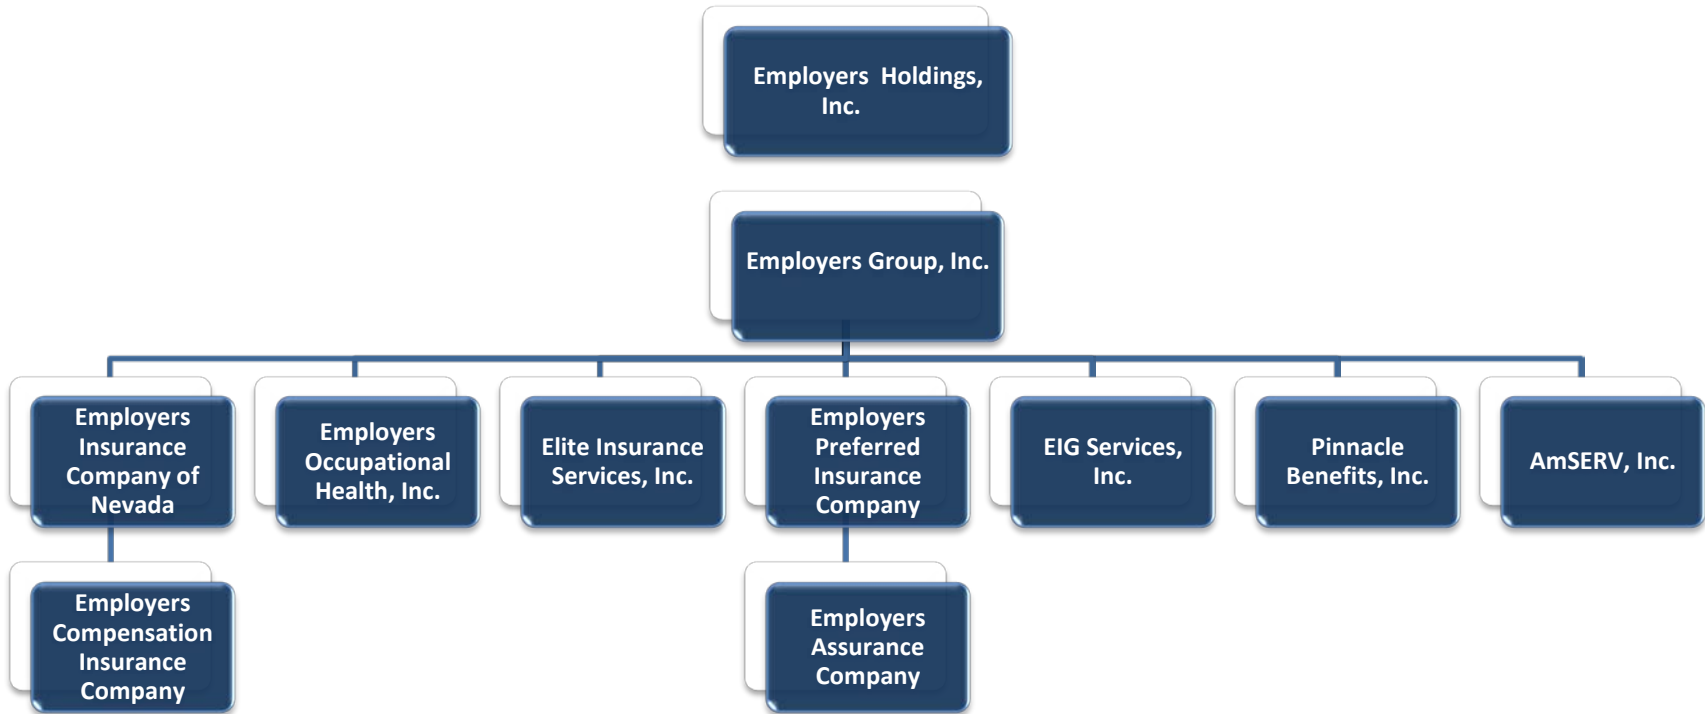 Employers Holdings,
Inc.
Employers Group, Inc.
Employers
Insurance
Company of
Nevada
Employers
Occupational
Health, Inc.
Elite Insurance
Services, Inc.
Employers
Preferred
Insurance
Company
EIG Services,
Inc.
Pinnacle
Benefits, Inc.
AmSERV, Inc.
Employers
Compensation
Insurance
Company
Employers
Assurance
Company